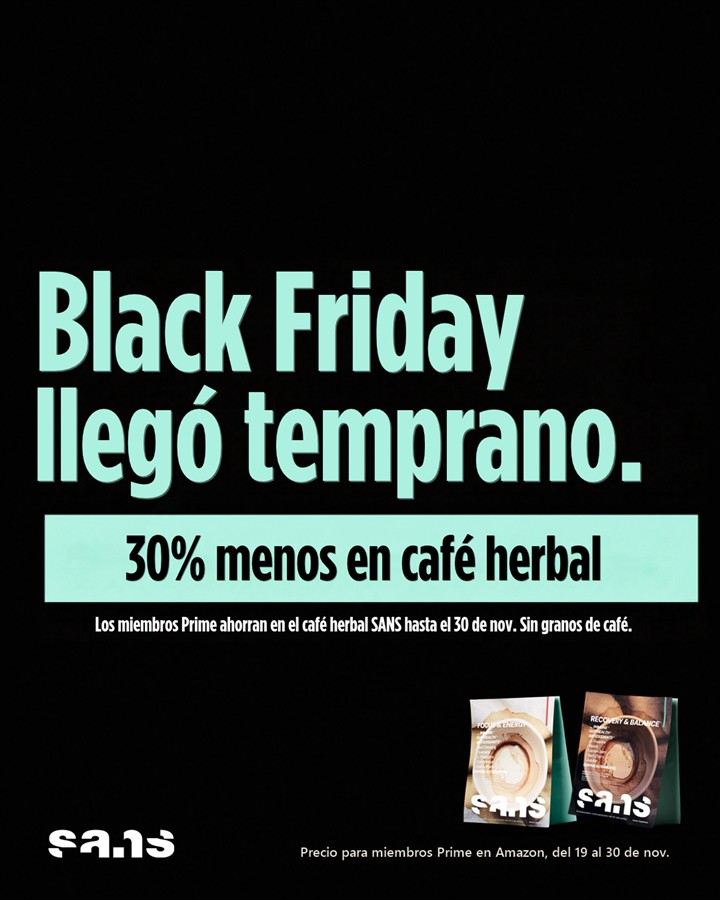 Black Friday
llegó temprano.
30% menos en café herbal
Los miembros Prime ahorran en el café herbal SANS hasta el 30 de nov. Sin granos de café.
FOCUS & ENERGY
sans
RECOVERY & BALANCE
sans
sans
Precio para miembros Prime en Amazon, del 19 al 30 de nov.